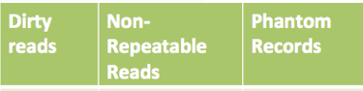 Dirty
reads
Non-
Repeatable
Reads
Phantom
Records